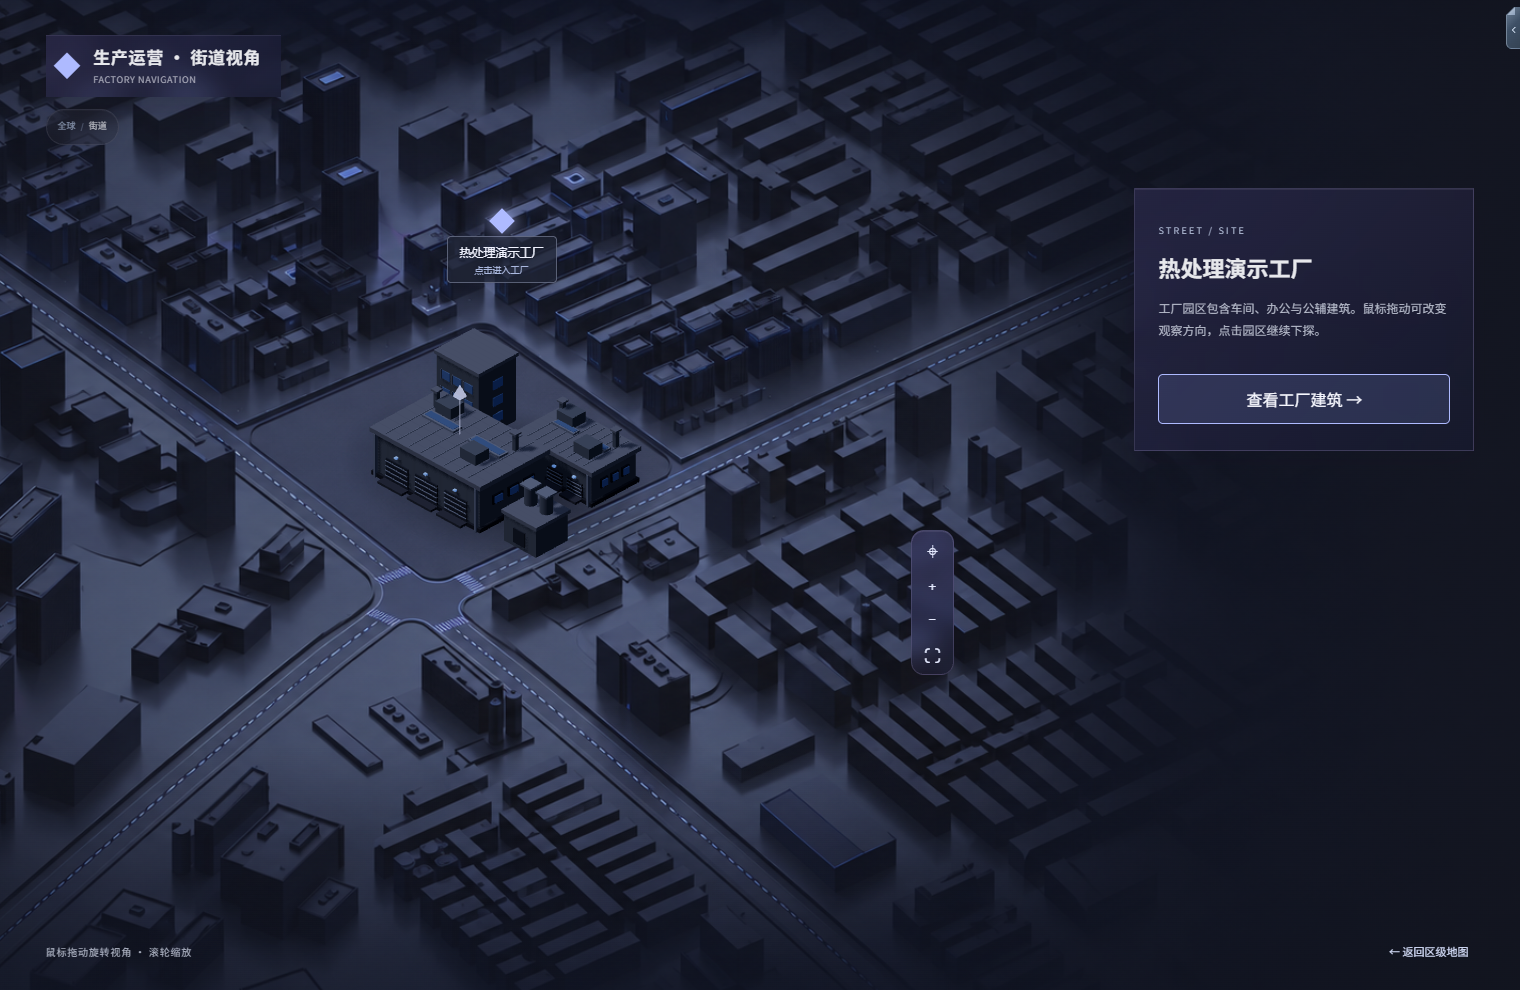 生产运营 · 街道视角
FACTORY NAVIGATION
全球 / 街道
热处理演示工厂
点击进入工厂
STREET / SITE
热处理演示工厂
工厂园区包含车间、办公与公辅建筑。鼠标拖动可改变
观察方向，点击园区继续下探。
查看工厂建筑 →
鼠标拖动旋转视角 · 滚轮缩放
← 返回区级地图